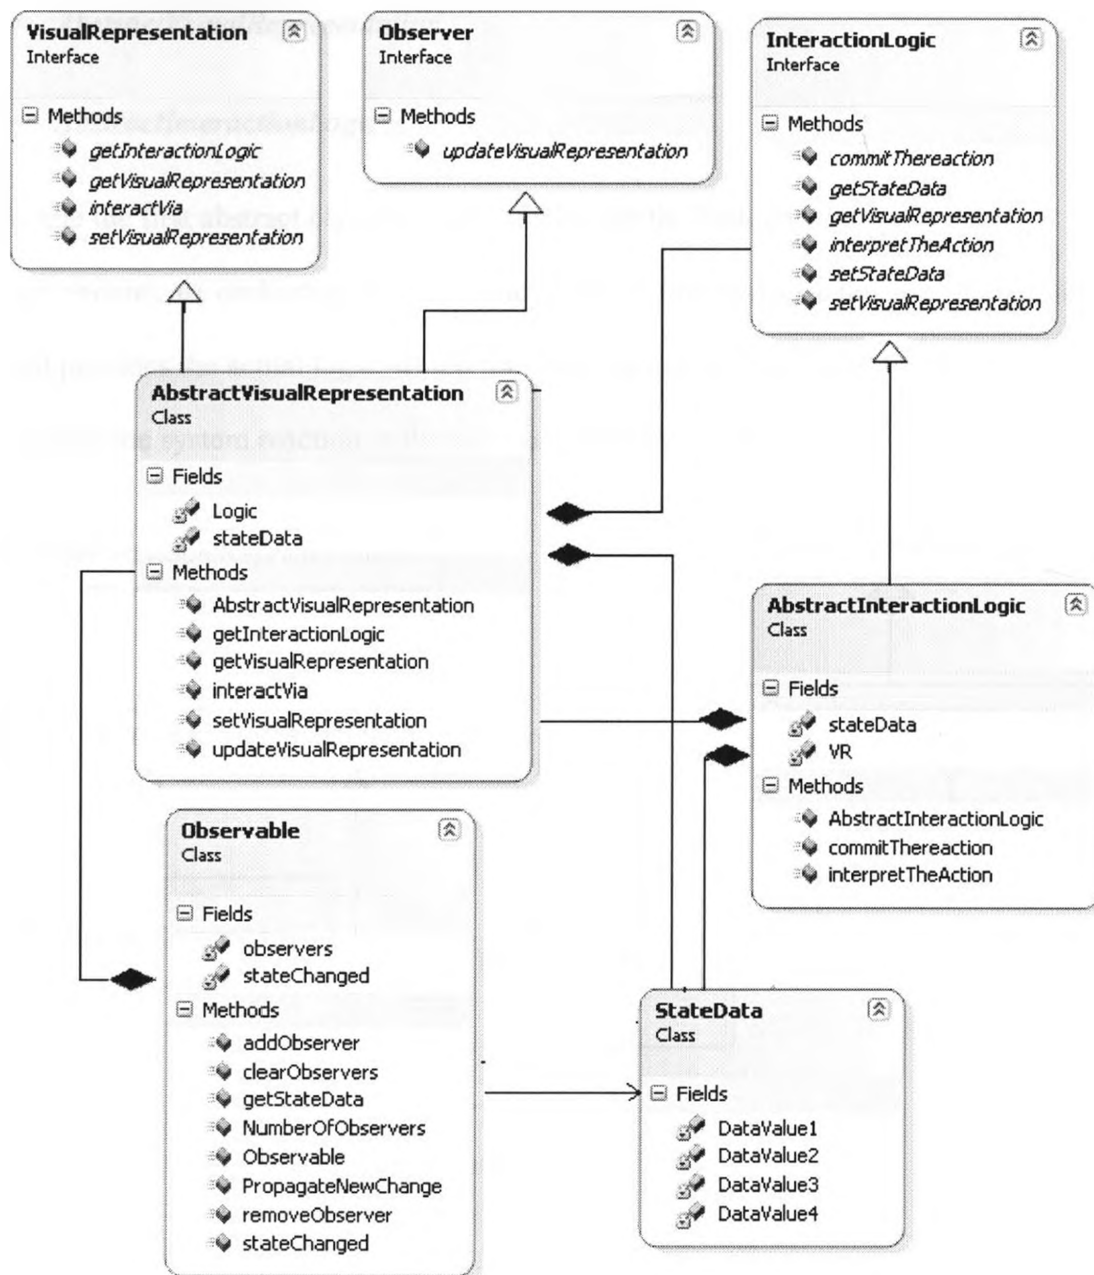 VisualRepresentation
Interface
Methods
getInteractionLogic
getVisualRepresentation
interactVia
setVisualRepresentation
Observer
Interface
Methods
updateVisualRepresentation
InteractionLogic
Interface
Methods
commitThereaction
getStateData
getVisualRepresentation
interpretTheAction
setStateData
setVisualRepresentation
AbstractVisualRepresentation
Class
Fields
Logic
stateData
Methods
AbstractVisualRepresentation
getInteractionLogic
getVisualRepresentation
interactVia
setVisualRepresentation
updateVisualRepresentation
AbstractInteractionLogic
Class
Fields
stateData
VR
Methods
AbstractInteractionLogic
commitThereaction
interpretTheAction
Observable
Class
Fields
observers
stateChanged
Methods
addObserver
clearObservers
getStateData
NumberOfObservers
Observable
PropagateNewChange
removeObserver
stateChanged
StateData
Class
Fields
DataValue1
DataValue2
DataValue3
DataValue4